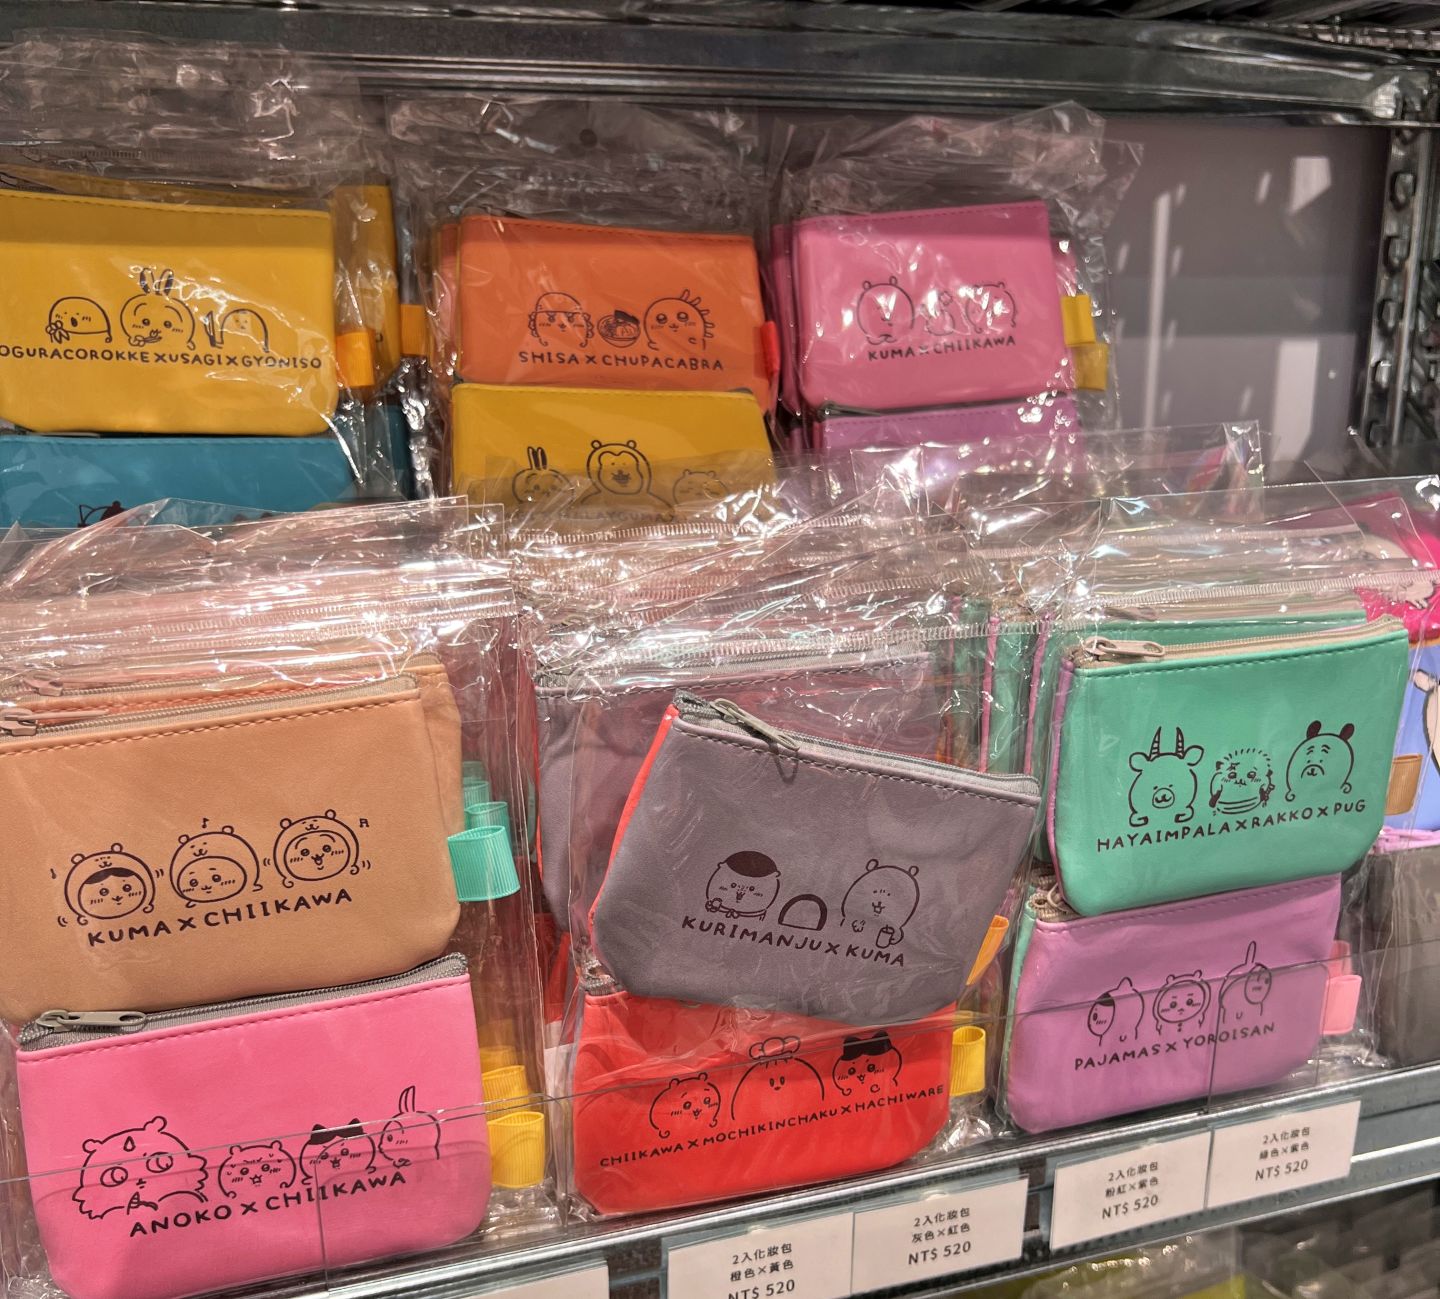 OGURACOROKKE×USAGI×GYONISO
SHISA×CHUPACABRA
KUMA×CHIIKAWA
KUMA×CHIIKAWA
KURIMANJU×KUMA
HAYAIMPALA×RAKKO×PUG
ANOKO×CHIIKAWA
CHIIKAWA×MOCHIKINCHAKU×HACHIWARE
PAJAMAS×YOROISAN
2入化妝包
橙色×黃色
NT$ 520
2入化妝包
灰色×紅色
NT$ 520
2入化妝包
粉紅×紫色
NT$ 520
2入化妝包
綠色×紫色
NT$ 520